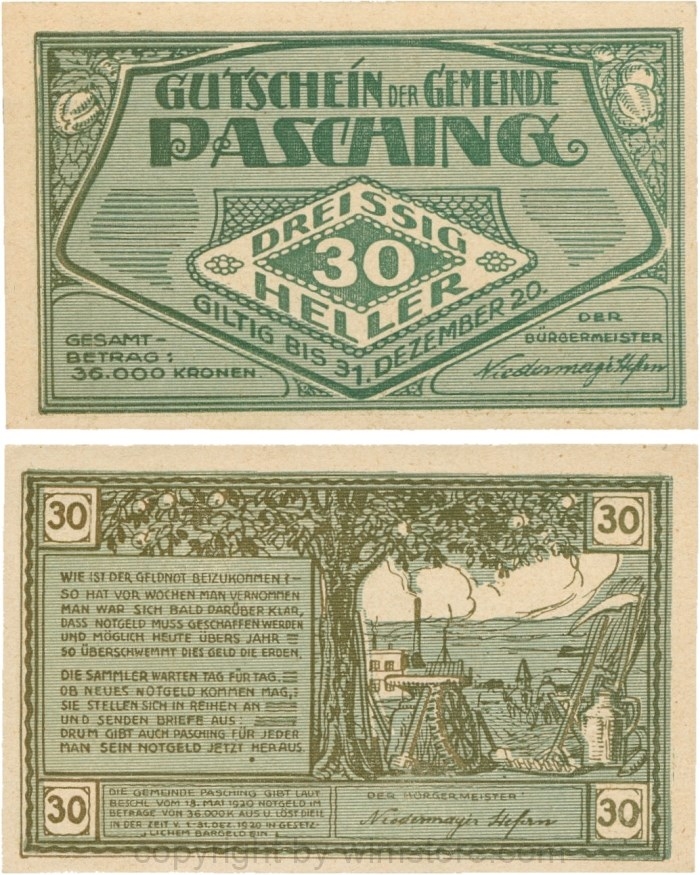 GUTSCHEIN DER GEMEINDE
PASCHING
DREISSIG
30
HELLER
GILTIG BIS 31. DEZEMBER 20.
GESAMT-
BETRAG:
36.000 KRONEN.
DER
BÜRGERMEISTER
30
30
WIE IST DER GELDNOT BEIZUKOMMEN?-
SO HAT VOR WOCHEN MAN VERNOMMEN
MAN WAR SICH BALD DARÜBER KLAR,
DASS NOTGELD MUSS GESCHAFFEN WERDEN
UND MÖGLICH HEUTE ÜBERS JAHR
SO ÜBERSCHWEMMT DIES GELD DIE ERDEN.
DIE SAMMLER WARTEN TAG FÜR TAG,
OB NEUES NOTGELD KOMMEN MAG,
SIE STELLEN SICH IN REIHEN AN
UND SENDEN BRIEFE AUS:
DRUM GIBT AUCH PASCHING FÜR JEDER
MAN SEIN NOTGELD JETZT HERAUS.
30
DIE GEMEINDE PASCHING GIBT LAUT
BESCHL. VOM 18. MAI 1920 NOTGELD IM
BETRAGE VON 36.000 K AUS U. LÖST DIE
IN DER ZEIT V. 1.-31. DEZ. 1920 IN GESETZ-
LICHEM BARGELD EIN
DER BÜRGERMEISTER
30
copyright by wimstore.com